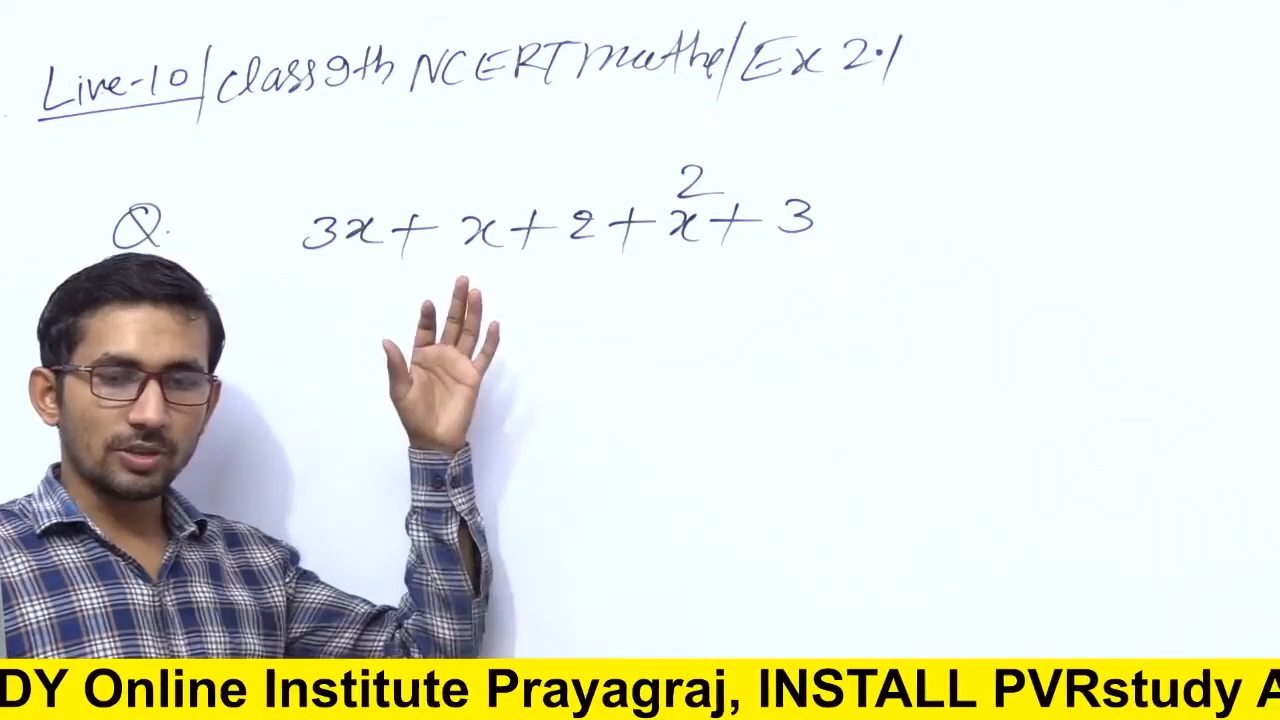 Live-10/class 9th NCERT maths/Ex 2.1
Q. 3x + x + 2 + x² + 3
DY Online Institute Prayagraj, INSTALL PVRstudy A